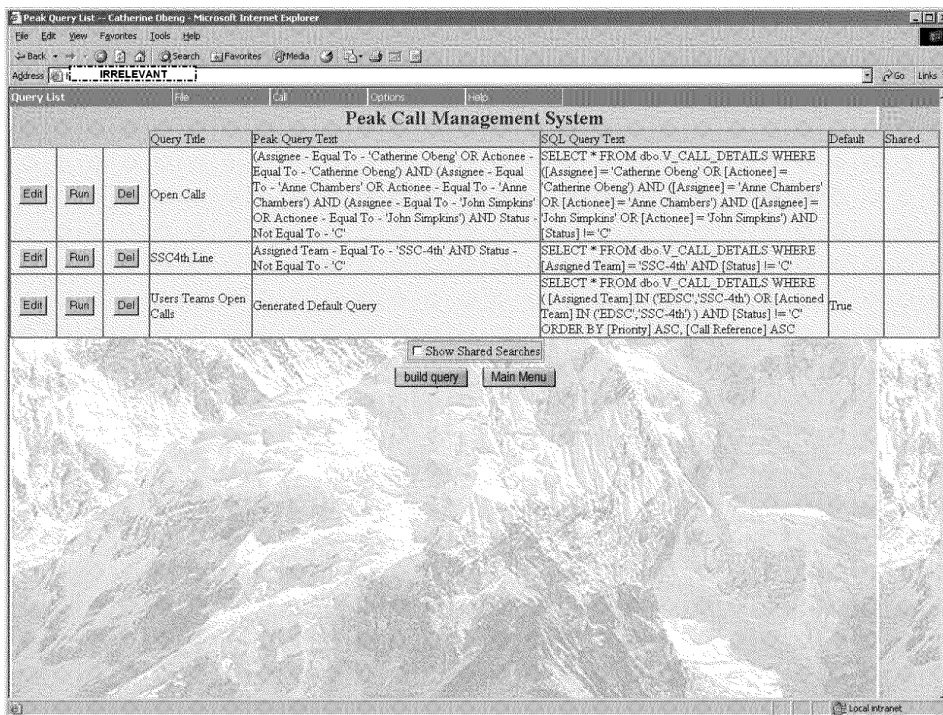 Peak Query List -- Catherine Obeng - Microsoft Internet Explorer
File Edit View Favorites Tools Help
Back Search Favorites Media
Address IRRELEVANT Go Links
Query List File Call Options Help
Peak Call Management System
Query Title Peak Query Text SQL Query Text Default Shared
Edit Run Del Open Calls
(Assignee - Equal To - 'Catherine Obeng' OR Actionee -
Equal To - 'Catherine Obeng') AND (Assignee - Equal
To - 'Anne Chambers' OR Actionee - Equal To - 'Anne
Chambers') AND (Assignee - Equal To - 'John Simpkins'
OR Actionee - Equal To - 'John Simpkins') AND Status -
Not Equal To - 'C'
SELECT * FROM dbo.V_CALL_DETAILS WHERE
([Assignee] = 'Catherine Obeng' OR [Actionee] =
'Catherine Obeng') AND ([Assignee] = 'Anne Chambers'
OR [Actionee] = 'Anne Chambers') AND ([Assignee] =
'John Simpkins' OR [Actionee] = 'John Simpkins') AND
[Status] != 'C'
Edit Run Del SSC4th Line
Assigned Team - Equal To - 'SSC-4th' AND Status -
Not Equal To - 'C'
SELECT * FROM dbo.V_CALL_DETAILS WHERE
[Assigned Team] = 'SSC-4th' AND [Status] != 'C'
Edit Run Del Users Teams Open
Calls
Generated Default Query
SELECT * FROM dbo.V_CALL_DETAILS WHERE
( [Assigned Team] IN ('EDSC','SSC-4th') OR [Actioned
Team] IN ('EDSC','SSC-4th') ) AND [Status] != 'C'
ORDER BY [Priority] ASC, [Call Reference] ASC
True
Show Shared Searches
build query Main Menu
Local intranet